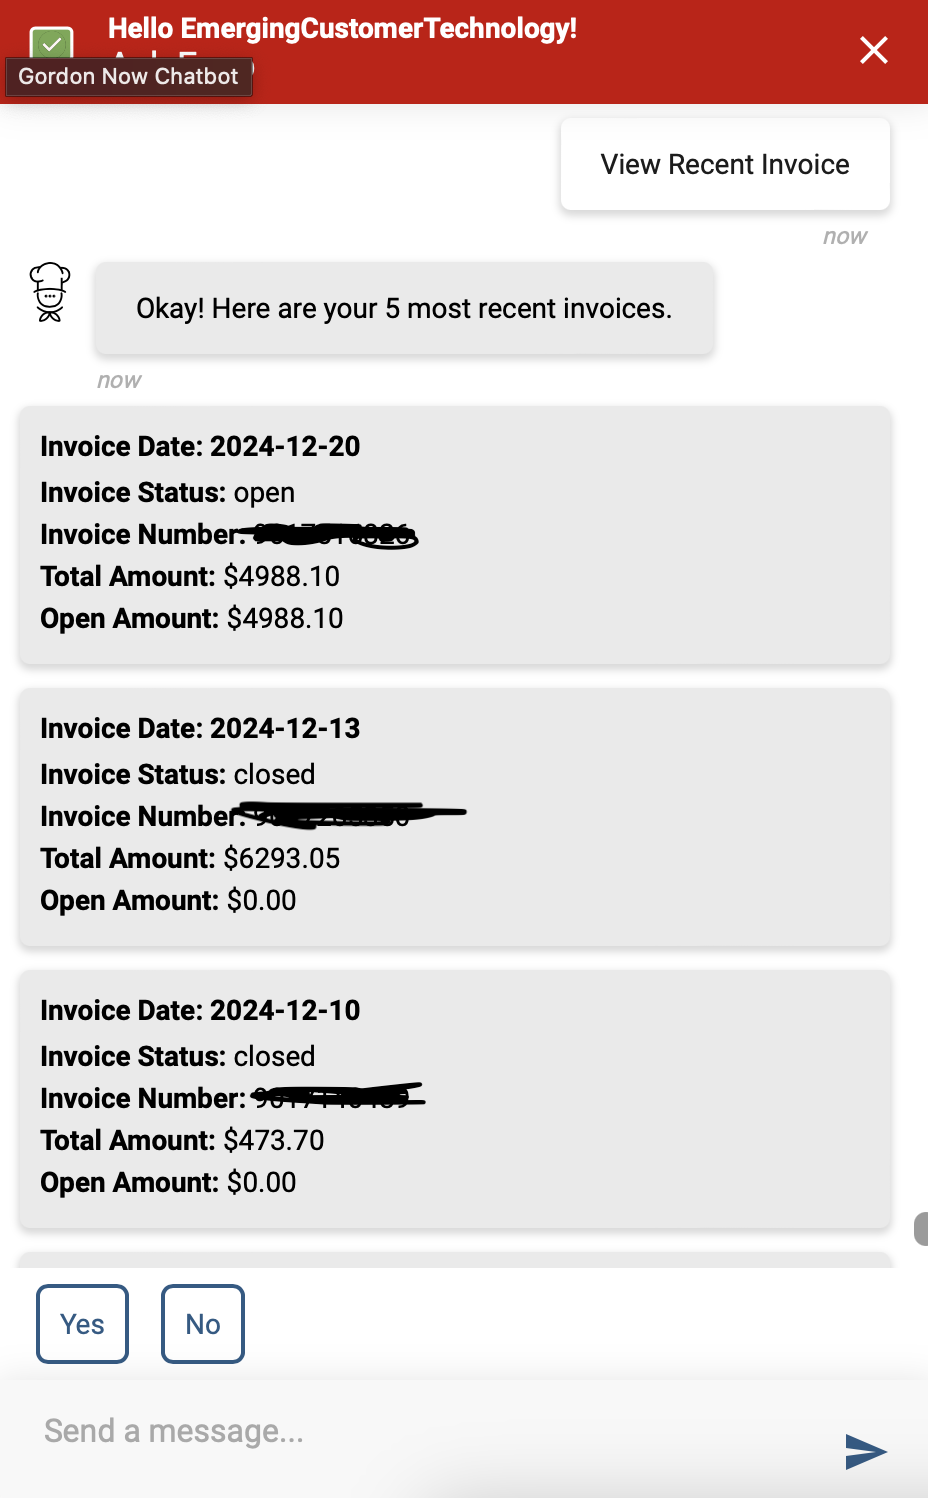 Hello EmergingCustomerTechnology!
Gordon Now Chatbot
View Recent Invoice
now
Okay! Here are your 5 most recent invoices.
now
Invoice Date: 2024-12-20
Invoice Status: open
Invoice Number:
Total Amount: $4988.10
Open Amount: $4988.10
Invoice Date: 2024-12-13
Invoice Status: closed
Invoice Number:
Total Amount: $6293.05
Open Amount: $0.00
Invoice Date: 2024-12-10
Invoice Status: closed
Invoice Number:
Total Amount: $473.70
Open Amount: $0.00
Yes No
Send a message...